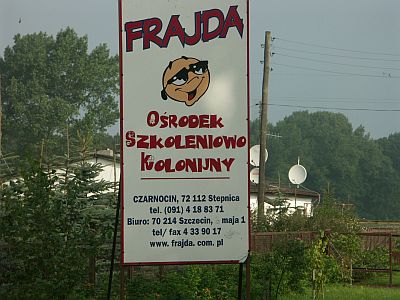 FRAJDA
OŚRODEK
SZKOLENIOWO
KOLONIJNY
CZARNOCIN, 72 112 Stepnica
tel. (091) 4 18 83 71
Biuro: 70 214 Szczecin, maja 1
tel/ fax 4 33 90 17
www. frajda. com. pl